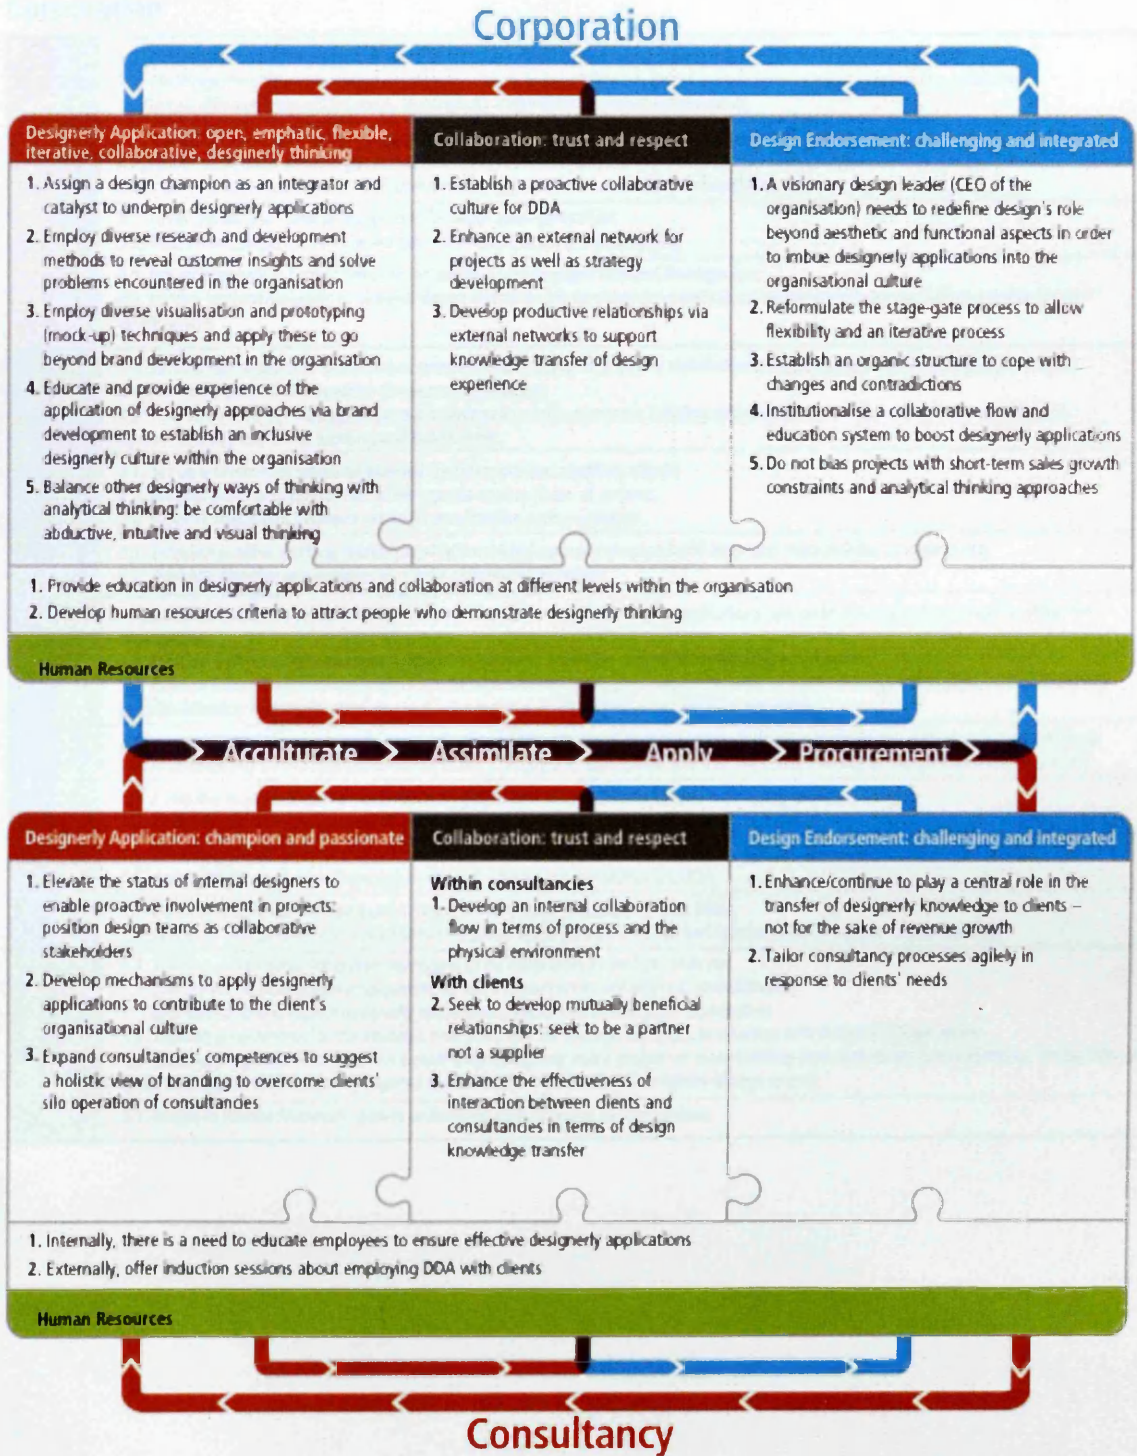 Corporation
Designerly Application: open, emphatic, flexible,
iterative, collaborative, desginerly thinking
1. Assign a design champion as an integrator and
catalyst to underpin designerly applications
2. Employ diverse research and development
methods to reveal customer insights and solve
problems encountered in the organisation
3. Employ diverse visualisation and prototyping
(mock-up) techniques and apply these to go
beyond brand development in the organisation
4. Educate and provide experience of the
application of designerly approaches via brand
development to establish an inclusive
designerly culture within the organisation
5. Balance other designerly ways of thinking with
analytical thinking: be comfortable with
abductive, intuitive and visual thinking
Collaboration: trust and respect
1. Establish a proactive collaborative
culture for DDA
2. Enhance an external network for
projects as well as strategy
development
3. Develop productive relationships via
external networks to support
knowledge transfer of design
experience
Design Endorsement: challenging and integrated
1. A visionary design leader (CEO of the
organisation) needs to redefine design's role
beyond aesthetic and functional aspects in order
to imbue designerly applications into the
organisational culture
2. Reformulate the stage-gate process to allow
flexibility and an iterative process
3. Establish an organic structure to cope with
changes and contradictions
4. Institutionalise a collaborative flow and
education system to boost designerly applications
5. Do not bias projects with short-term sales growth
constraints and analytical thinking approaches
1. Provide education in designerly applications and collaboration at different levels within the organisation
2. Develop human resources criteria to attract people who demonstrate designerly thinking
Human Resources
Acculturate Assimilate Apply Procurement
Designerly Application: champion and passionate
1. Elevate the status of internal designers to
enable proactive involvement in projects:
position design teams as collaborative
stakeholders
2. Develop mechanisms to apply designerly
applications to contribute to the client's
organisational culture
3. Expand consultancies' competences to suggest
a holistic view of branding to overcome clients'
silo operation of consultancies
Collaboration: trust and respect
Within consultancies
1. Develop an internal collaboration
flow in terms of process and the
physical environment
With clients
2. Seek to develop mutually beneficial
relationships: seek to be a partner
not a supplier
3. Enhance the effectiveness of
interaction between clients and
consultancies in terms of design
knowledge transfer
Design Endorsement: challenging and integrated
1. Enhance/continue to play a central role in the
transfer of designerly knowledge to clients –
not for the sake of revenue growth
2. Tailor consultancy processes agilely in
response to clients' needs
1. Internally, there is a need to educate employees to ensure effective designerly applications
2. Externally, offer induction sessions about employing DDA with clients
Human Resources
Consultancy